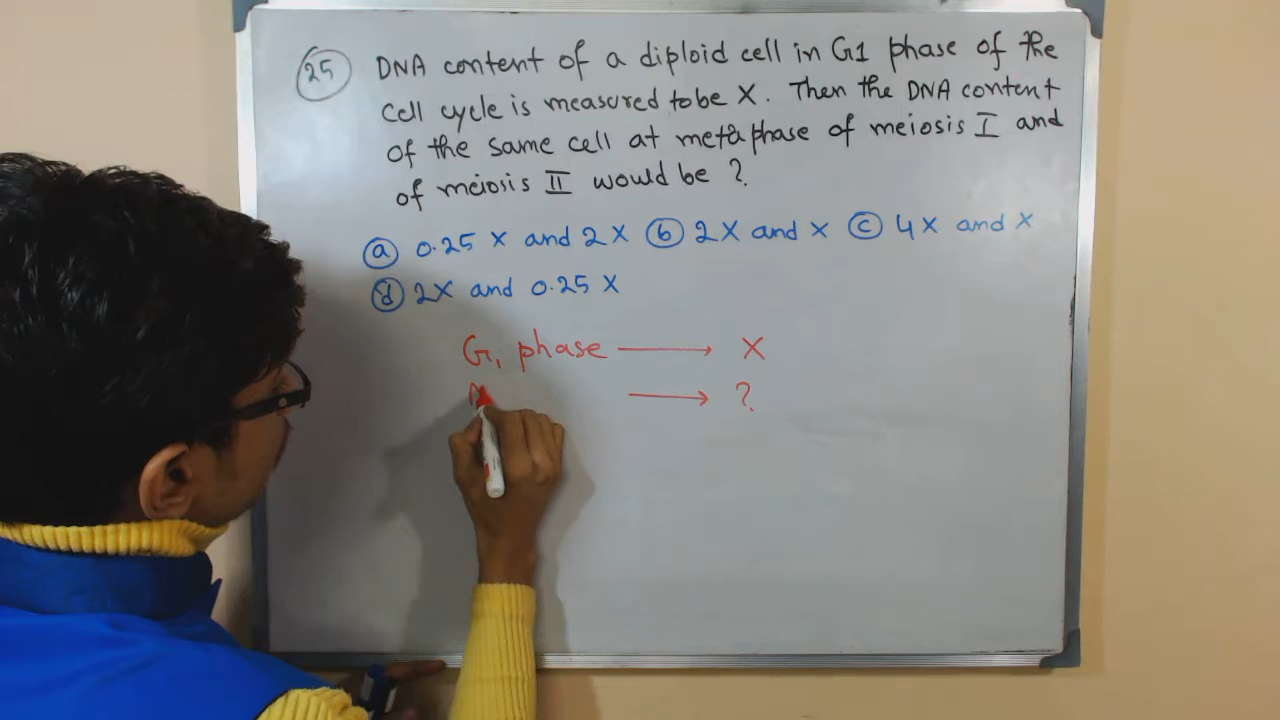 25 DNA content of a diploid cell in G1 phase of the
cell cycle is measured to be X. Then the DNA content
of the same cell at metaphase of meiosis I and
of meiosis II would be ?
a 0.25 X and 2X b 2X and X c 4X and X
d 2X and 0.25 X
G1 phase → X
→ ?